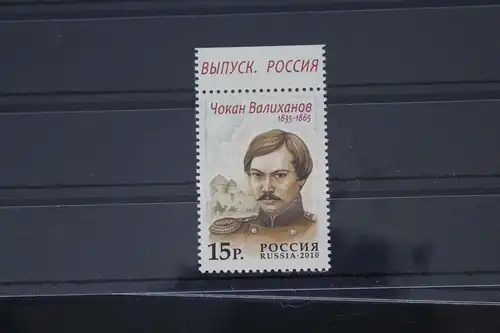 ВЫПУСК. РОССИЯ
Чокан Валиханов
1835-1865
15Р. РОССИЯ
RUSSIA·2010